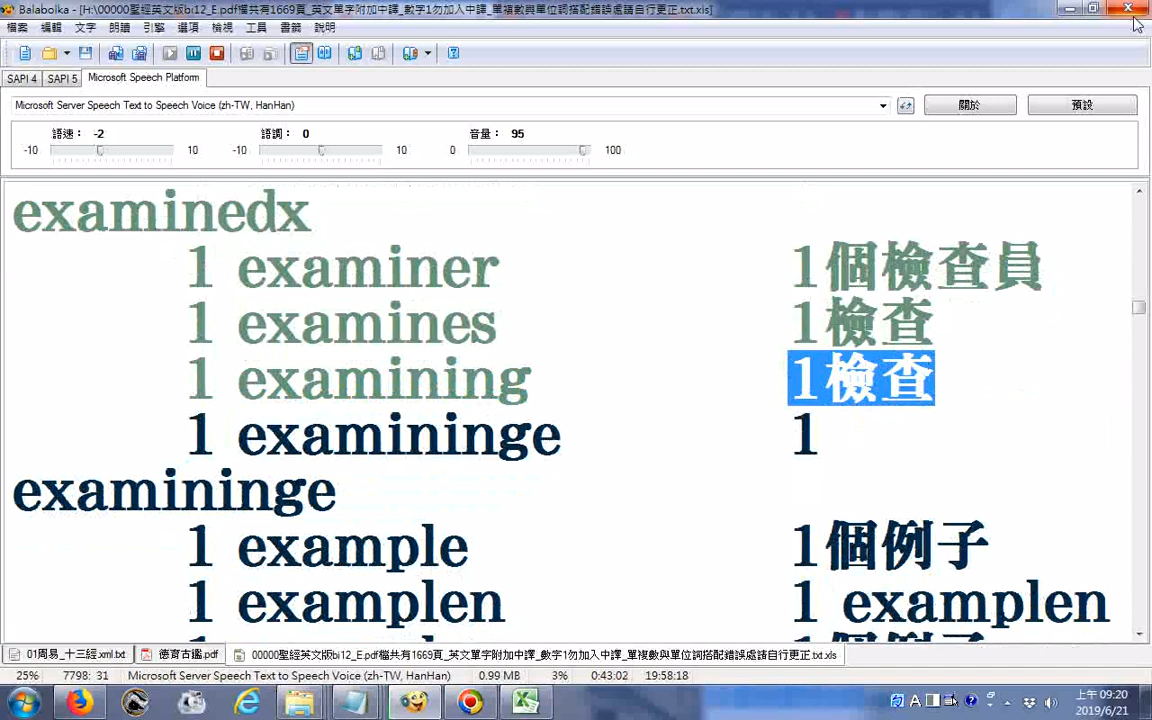 Balabolka - [H:\00000聖經英文版bi12_E.pdf檔共有1669頁_英文單字附加中譯_數字1勿加入中譯_單複數與單位詞搭配錯誤處請自行更正.txt.xls]
檔案 編輯 文字 朗讀 引擎 選項 檢視 工具 書籤 說明
SAPI 4 SAPI 5 Microsoft Speech Platform
Microsoft Server Speech Text to Speech Voice (zh-TW, HanHan) 關於 預設
語速： -2 語調： 0 音量： 95
-10 10 -10 10 0 100
examinedx
1 examiner 1個檢查員
1 examines 1檢查
1 examining 1檢查
1 examininge 1
examininge
1 example 1個例子
1 examplen 1 examplen
01周易_十三經.xml.txt 德育古鑑.pdf 00000聖經英文版bi12_E.pdf檔共有1669頁_英文單字附加中譯_數字1勿加入中譯_單複數與單位詞搭配錯誤處請自行更正.txt.xls
25% 7798: 31 Microsoft Server Speech Text to Speech Voice (zh-TW, HanHan) 0.99 MB 3% 0:43:02 19:58:18
上午 09:20
2019/6/21